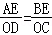 AE/OD = BE/OC